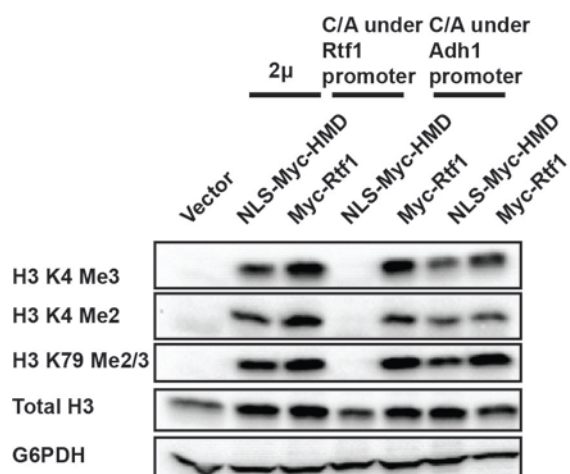 2µ
C/A under
Rtf1
promoter
C/A under
Adh1
promoter
Vector
NLS-Myc-HMD
Myc-Rtf1
NLS-Myc-HMD
Myc-Rtf1
NLS-Myc-HMD
Myc-Rtf1
H3 K4 Me3
H3 K4 Me2
H3 K79 Me2/3
Total H3
G6PDH